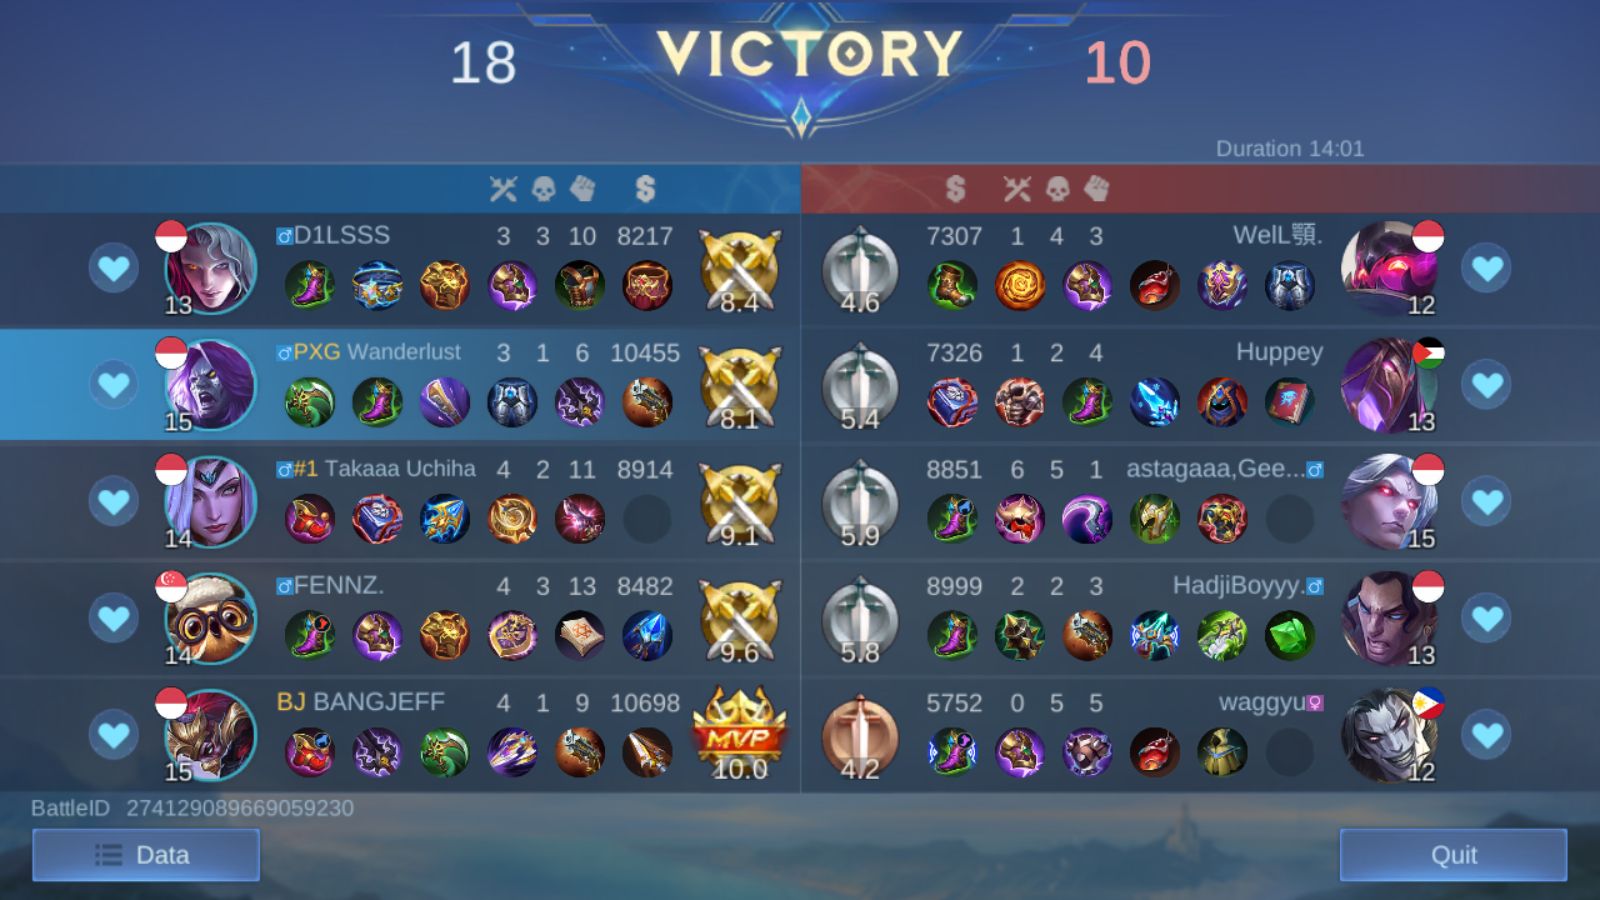 18 VICTORY 10
Duration 14:01
D1LSSS 3 3 10 8217 8.4 13
4.6 7307 1 4 3 WelL顎. 12
PXG Wanderlust 3 1 6 10455 8.1 15
5.4 7326 1 2 4 Huppey 13
#1 Takaaa Uchiha 4 2 11 8914 9.1 14
5.9 8851 6 5 1 astagaaa,Gee... 15
FENNZ. 4 3 13 8482 9.6 14
5.8 8999 2 2 3 HadjiBoyyy. 13
BJ BANGJEFF 4 1 9 10698 MVP 10.0 15
4.2 5752 0 5 5 waggyu 12
BattleID 274129089669059230
Data
Quit